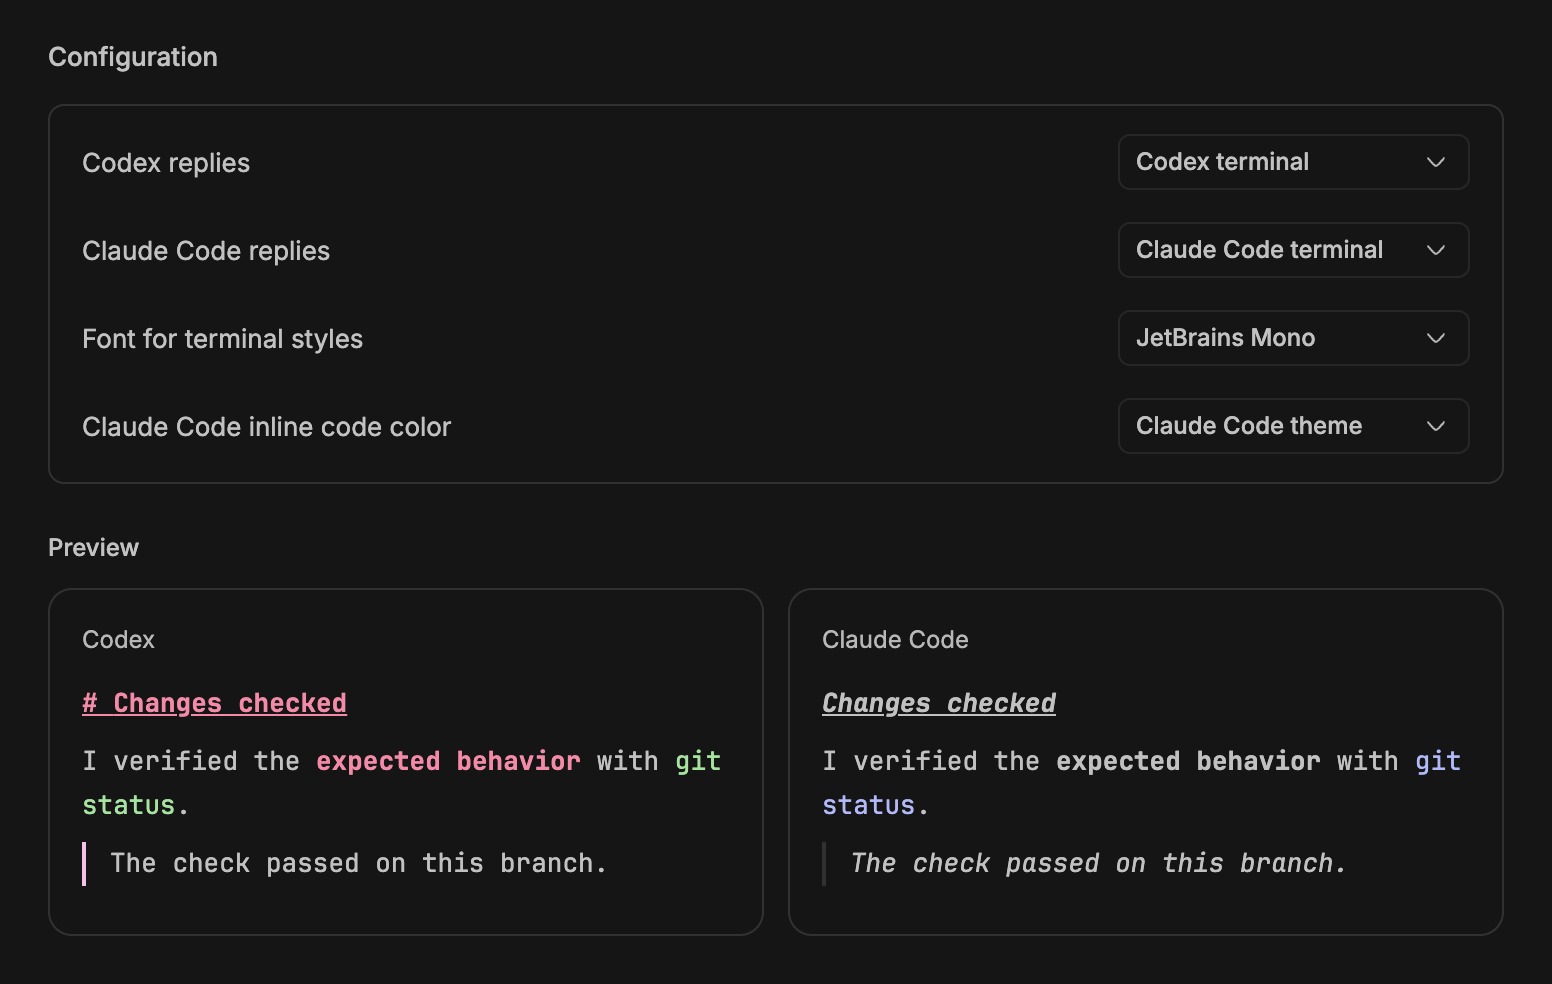 Configuration
Codex replies
Codex terminal
Claude Code replies
Claude Code terminal
Font for terminal styles
JetBrains Mono
Claude Code inline code color
Claude Code theme
Preview
Codex
# Changes checked
I verified the expected behavior with git
status.
The check passed on this branch.
Claude Code
Changes checked
I verified the expected behavior with git
status.
The check passed on this branch.